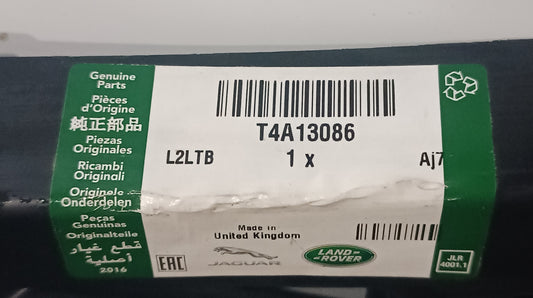 Genuine
Parts
Pièces
d'Origine
純正部品
Piezas
Originales
Ricambi
Originali
Originele
Onderdelen
Peças
Genuinas
Originalteile
قطع غيار
أصلية
2016
T4A13086
L2LTB
1 x
Aj7
Made in
United Kingdom
EAC
JAGUAR
LAND-
-ROVER
JLR
4001.1